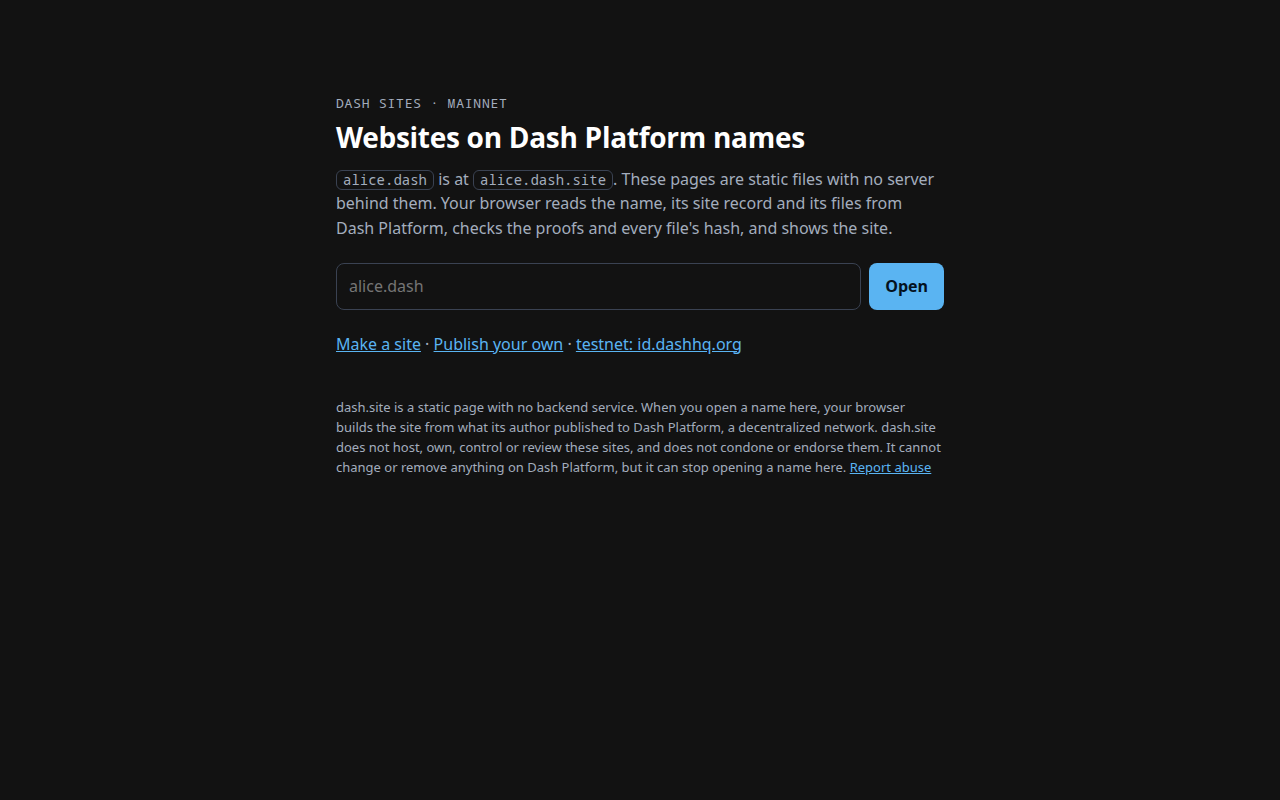 DASH SITES · MAINNET
Websites on Dash Platform names
alice.dash is at alice.dash.site. These pages are static files with no server
behind them. Your browser reads the name, its site record and its files from
Dash Platform, checks the proofs and every file's hash, and shows the site.
alice.dash Open
Make a site · Publish your own · testnet: id.dashhq.org
dash.site is a static page with no backend service. When you open a name here, your browser
builds the site from what its author published to Dash Platform, a decentralized network. dash.site
does not host, own, control or review these sites, and does not condone or endorse them. It cannot
change or remove anything on Dash Platform, but it can stop opening a name here. Report abuse